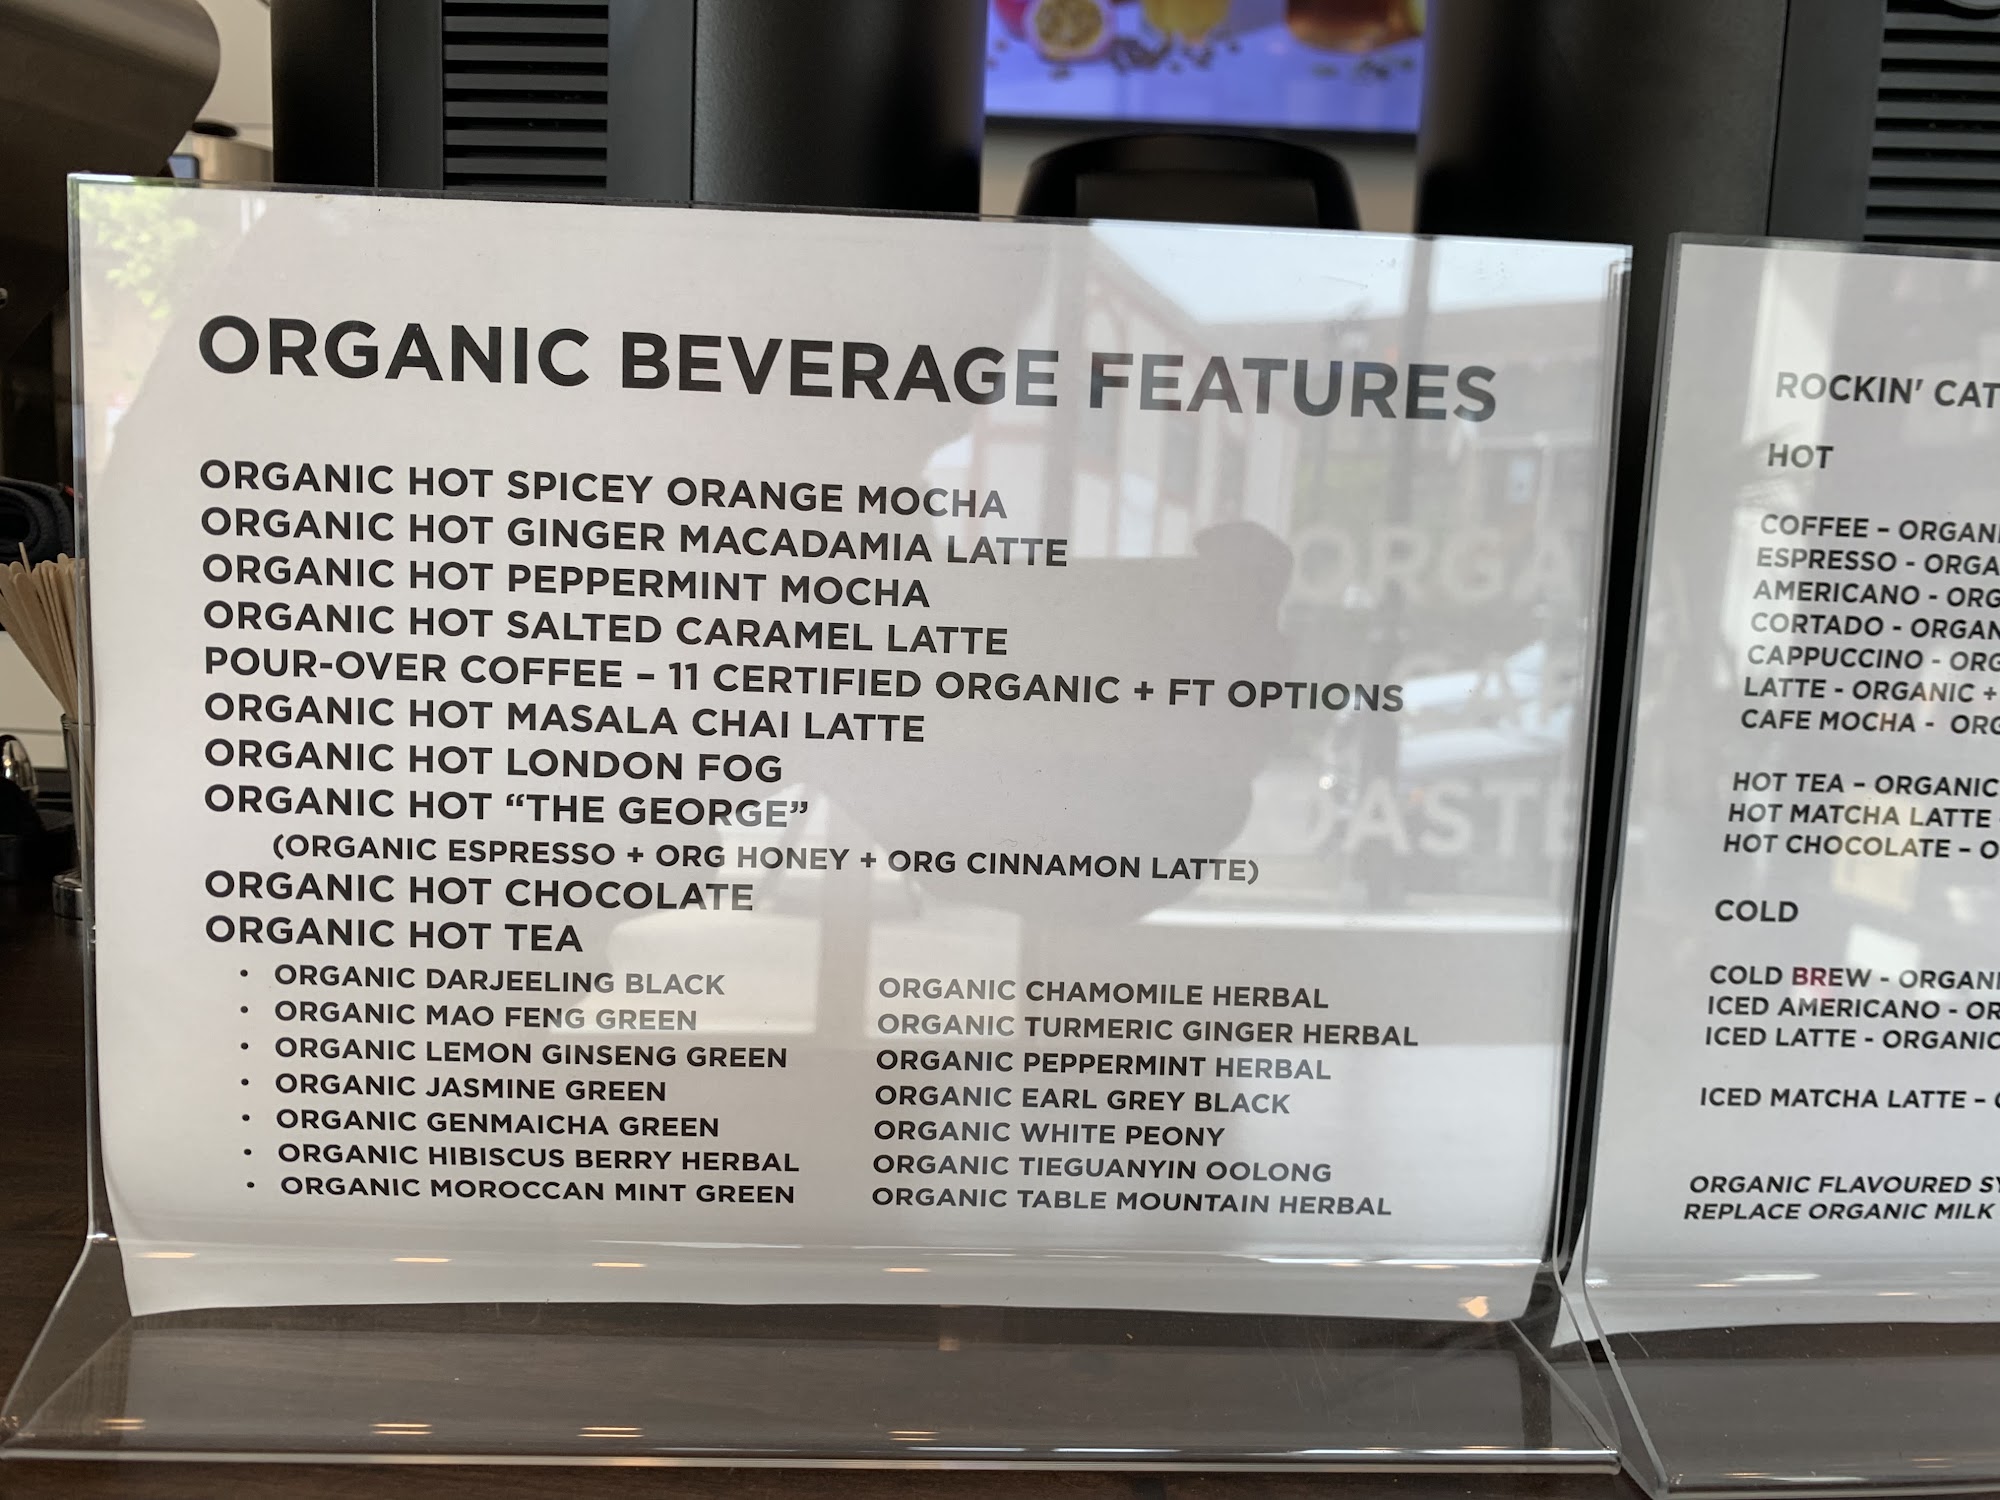 ORGANIC BEVERAGE FEATURES
ORGANIC HOT SPICEY ORANGE MOCHA
ORGANIC HOT GINGER MACADAMIA LATTE
ORGANIC HOT PEPPERMINT MOCHA
ORGANIC HOT SALTED CARAMEL LATTE
POUR-OVER COFFEE – 11 CERTIFIED ORGANIC + FT OPTIONS
ORGANIC HOT MASALA CHAI LATTE
ORGANIC HOT LONDON FOG
ORGANIC HOT “THE GEORGE”
(ORGANIC ESPRESSO + ORG HONEY + ORG CINNAMON LATTE)
ORGANIC HOT CHOCOLATE
ORGANIC HOT TEA
• ORGANIC DARJEELING BLACK
• ORGANIC MAO FENG GREEN
• ORGANIC LEMON GINSENG GREEN
• ORGANIC JASMINE GREEN
• ORGANIC GENMAICHA GREEN
• ORGANIC HIBISCUS BERRY HERBAL
• ORGANIC MOROCCAN MINT GREEN
ORGANIC CHAMOMILE HERBAL
ORGANIC TURMERIC GINGER HERBAL
ORGANIC PEPPERMINT HERBAL
ORGANIC EARL GREY BLACK
ORGANIC WHITE PEONY
ORGANIC TIEGUANYIN OOLONG
ORGANIC TABLE MOUNTAIN HERBAL
ROCKIN' CAT
HOT
COFFEE – ORGANI
ESPRESSO - ORGA
AMERICANO - ORG
CORTADO - ORGAN
CAPPUCCINO - ORG
LATTE - ORGANIC +
CAFE MOCHA - ORG
HOT TEA – ORGANIC
HOT MATCHA LATTE -
HOT CHOCOLATE – O
COLD
COLD BREW - ORGANI
ICED AMERICANO - OR
ICED LATTE - ORGANIC
ICED MATCHA LATTE –
ORGANIC FLAVOURED SY
REPLACE ORGANIC MILK